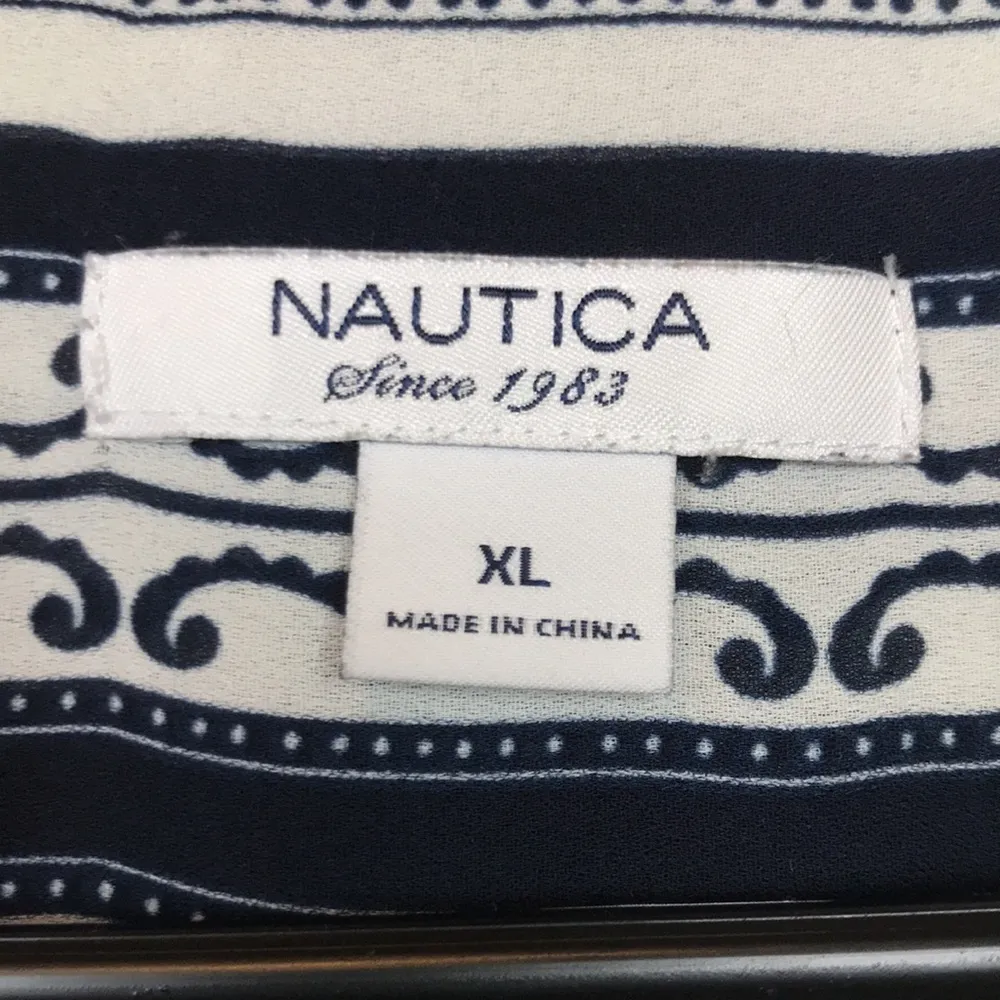 NAUTICA
Since 1983
XL
MADE IN CHINA